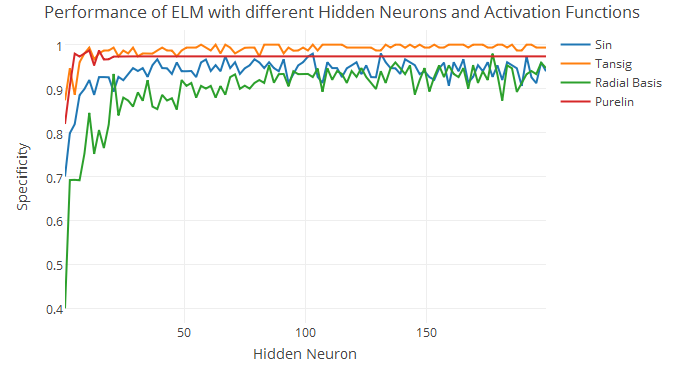 Performance of ELM with different Hidden Neurons and Activation Functions
1
0.9
0.8
0.7
0.6
0.5
0.4
Specificity
50
100
150
Hidden Neuron
Sin
Tansig
Radial Basis
Purelin